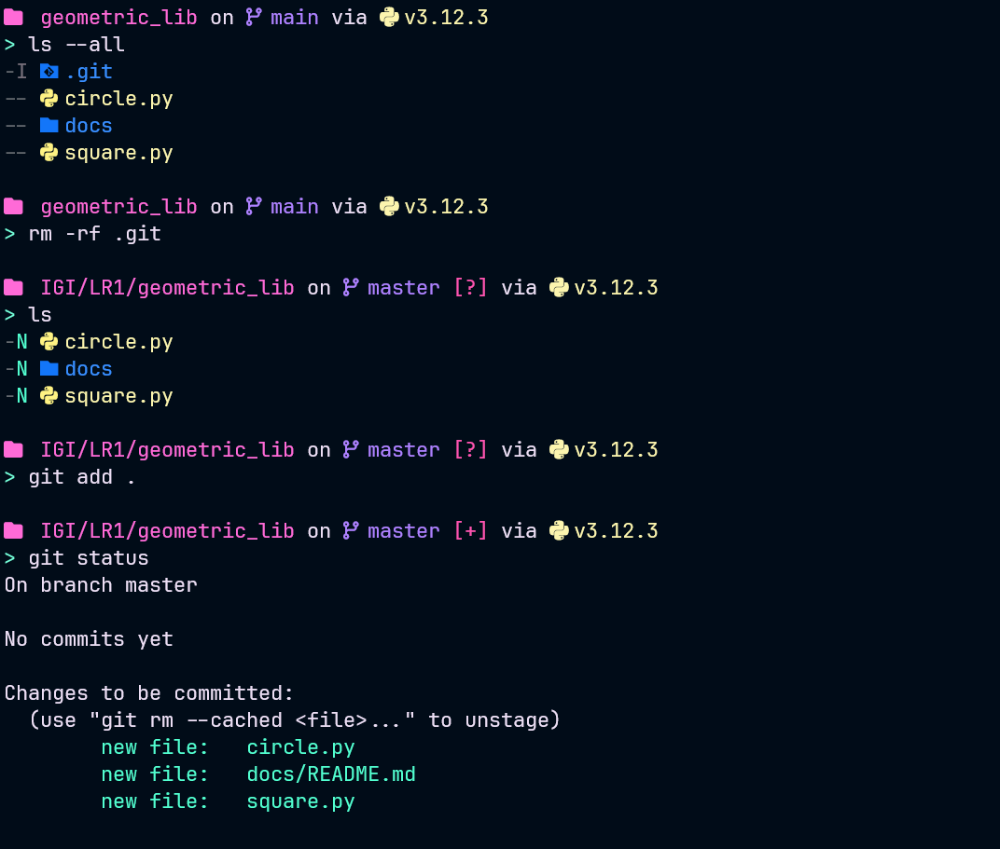 geometric_lib on main via v3.12.3
> ls --all
-I .git
-- circle.py
-- docs
-- square.py
geometric_lib on main via v3.12.3
> rm -rf .git
IGI/LR1/geometric_lib on master [?] via v3.12.3
> ls
-N circle.py
-N docs
-N square.py
IGI/LR1/geometric_lib on master [?] via v3.12.3
> git add .
IGI/LR1/geometric_lib on master [+] via v3.12.3
> git status
On branch master
No commits yet
Changes to be committed:
(use "git rm --cached <file>..." to unstage)
new file: circle.py
new file: docs/README.md
new file: square.py